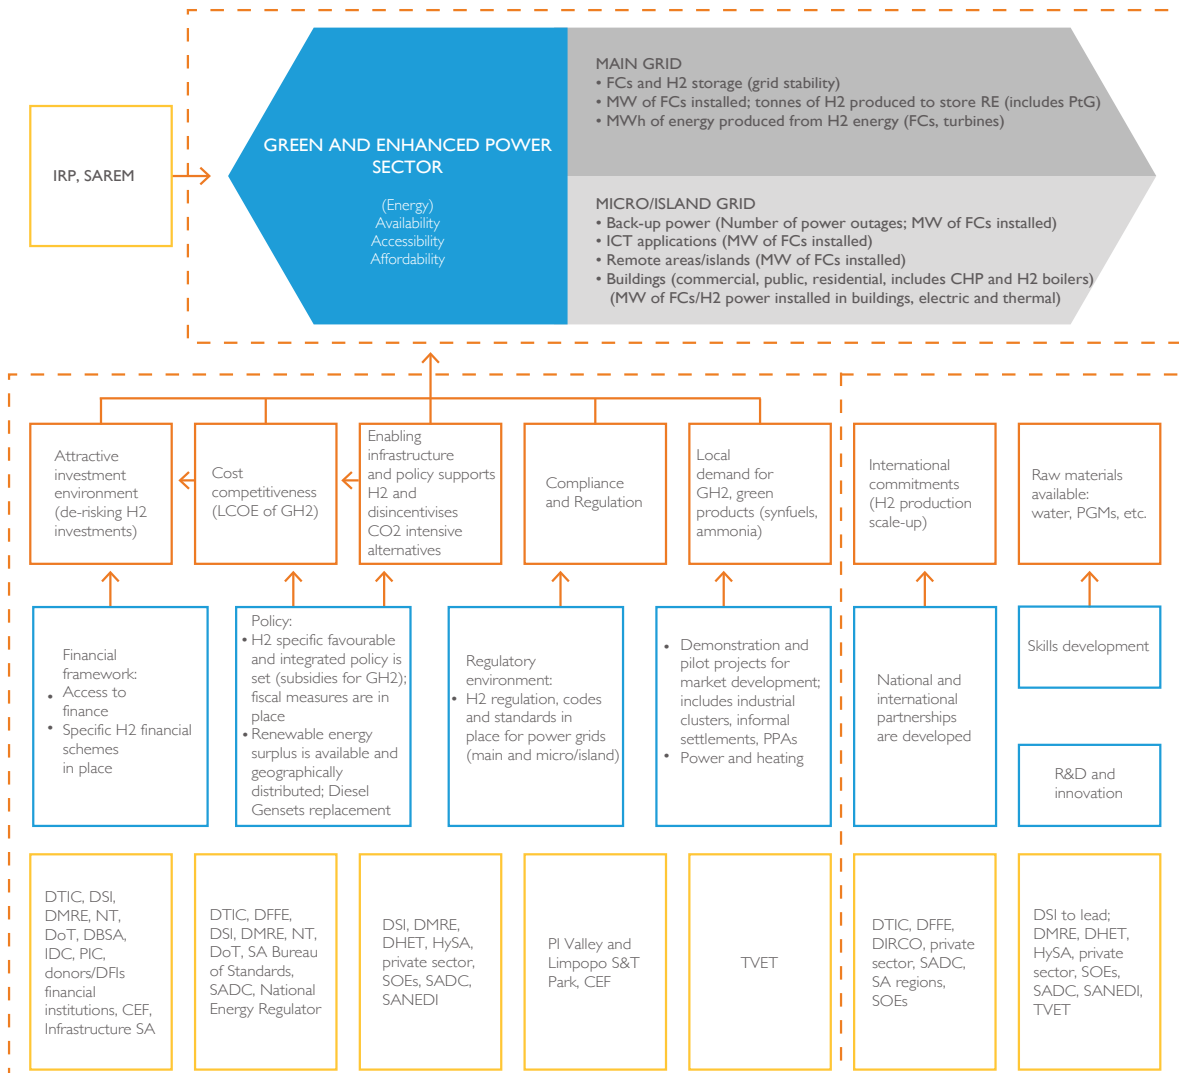 MAIN GRID
• FCs and H2 storage (grid stability)
• MW of FCs installed; tonnes of H2 produced to store RE (includes PtG)
• MWh of energy produced from H2 energy (FCs, turbines)
GREEN AND ENHANCED POWER
SECTOR
(Energy)
Availability
Accessibility
Affordability
IRP, SAREM
MICRO/ISLAND GRID
• Back-up power (Number of power outages; MW of FCs installed)
• ICT applications (MW of FCs installed)
• Remote areas/islands (MW of FCs installed)
• Buildings (commercial, public, residential, includes CHP and H2 boilers)
(MW of FCs/H2 power installed in buildings, electric and thermal)
Attractive
investment
environment
(de-risking H2
investments)
Cost
competitiveness
(LCOE of GH2)
Enabling
infrastructure
and policy supports
H2 and
disincentivises
CO2 intensive
alternatives
Compliance
and Regulation
Local
demand for
GH2, green
products (synfuels,
ammonia)
International
commitments
(H2 production
scale-up)
Raw materials
available:
water, PGMs, etc.
Financial
framework:
• Access to
finance
• Specific H2 financial
schemes
in place
Policy:
• H2 specific favourable
and integrated policy is
set (subsidies for GH2);
fiscal measures are in
place
• Renewable energy
surplus is available and
geographically
distributed; Diesel
Gensets replacement
Regulatory
environment:
• H2 regulation, codes
and standards in
place for power grids
(main and micro/island)
• Demonstration and
pilot projects for
market development;
includes industrial
clusters, informal
settlements, PPAs
• Power and heating
National and
international
partnerships
are developed
Skills development
R&D and
innovation
DTIC, DSI,
DMRE, NT,
DoT, DBSA,
IDC, PIC,
donors/DFIs
financial
institutions, CEF,
Infrastructure SA
DTIC, DFFE,
DSI, DMRE, NT,
DoT, SA Bureau
of Standards,
SADC, National
Energy Regulator
DSI, DMRE,
DHET, HySA,
private sector,
SOEs, SADC,
SANEDI
Pl Valley and
Limpopo S&T
Park, CEF
TVET
DTIC, DFFE,
DIRCO, private
sector, SADC,
SA regions,
SOEs
DSI to lead;
DMRE, DHET,
HySA, private
sector, SOEs,
SADC, SANEDI,
TVET